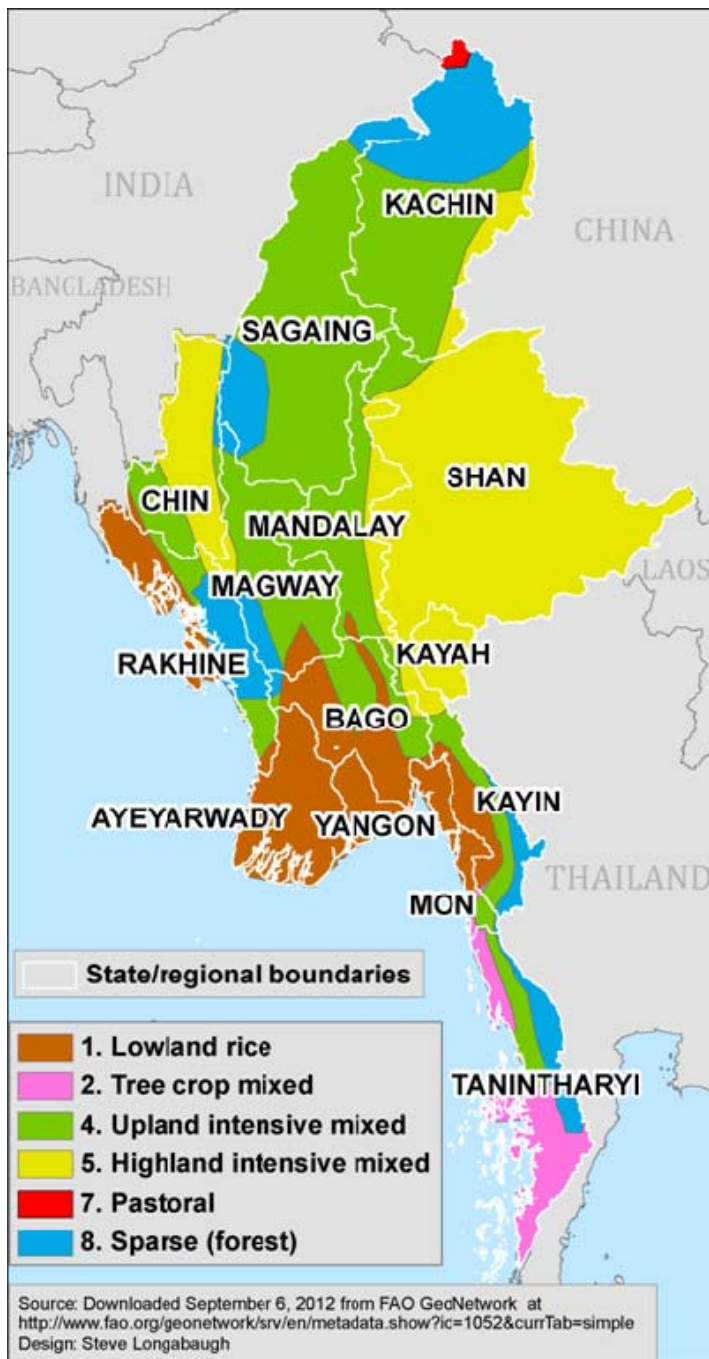 INDIA
KACHIN
CHINA
BANGLADESH
SAGAING
SHAN
CHIN
MANDALAY
LAOS
MAGWAY
KAYAH
RAKHINE
BAGO
KAYIN
AYEYARWADY
YANGON
THAILAND
MON
State/regional boundaries
TANINTHARYI
1. Lowland rice
2. Tree crop mixed
4. Upland intensive mixed
5. Highland intensive mixed
7. Pastoral
8. Sparse (forest)
Source: Downloaded September 6, 2012 from FAO GeoNetwork at
http://www.fao.org/geonetwork/srv/en/metadata.show?ic=1052&currTab=simple
Design: Steve Longabaugh